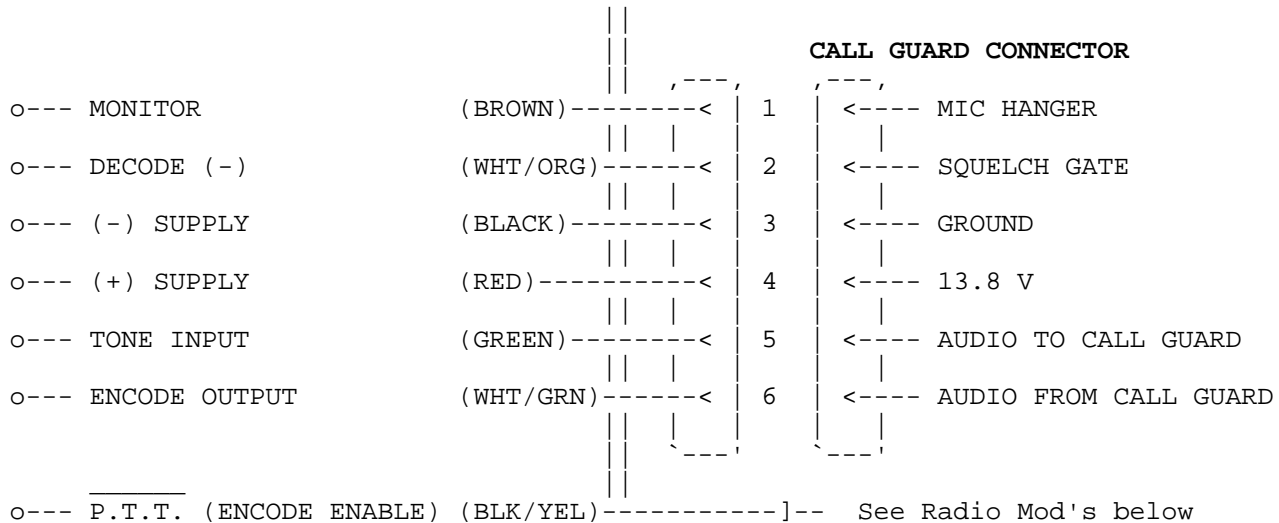 CALL GUARD CONNECTOR
o--- MONITOR (BROWN)--------< 1 <---- MIC HANGER
o--- DECODE (-) (WHT/ORG)------< 2 <---- SQUELCH GATE
o--- (-) SUPPLY (BLACK)--------< 3 <---- GROUND
o--- (+) SUPPLY (RED)----------< 4 <---- 13.8 V
o--- TONE INPUT (GREEN)--------< 5 <---- AUDIO TO CALL GUARD
o--- ENCODE OUTPUT (WHT/GRN)------< 6 <---- AUDIO FROM CALL GUARD
o--- P.T.T. (ENCODE ENABLE) (BLK/YEL)-----------]-- See Radio Mod's below